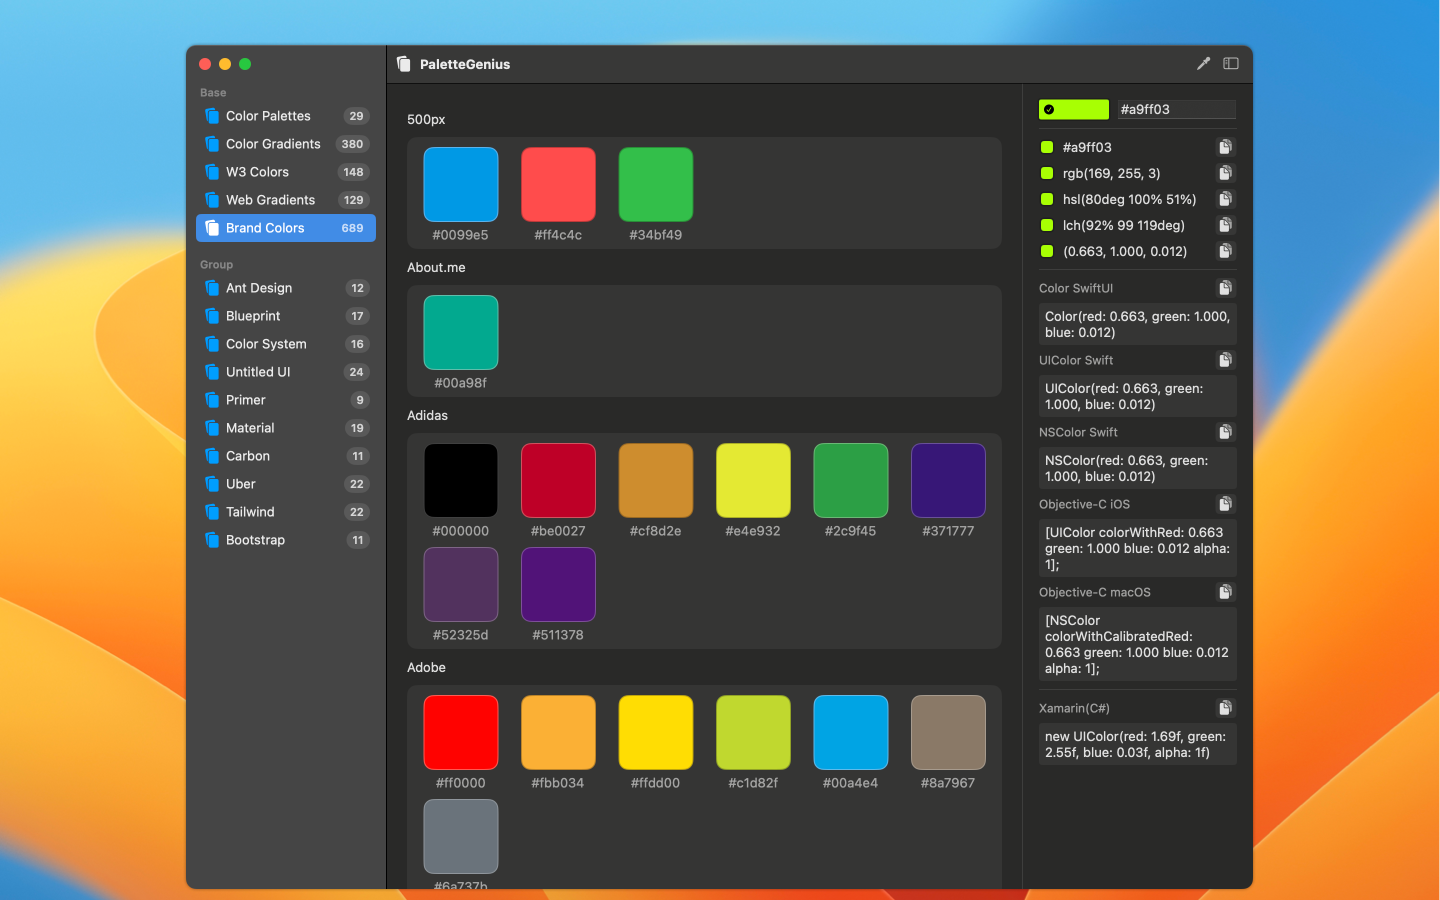 PaletteGenius
Base
Color Palettes 29
Color Gradients 380
W3 Colors 148
Web Gradients 129
Brand Colors 689
Group
Ant Design 12
Blueprint 17
Color System 16
Untitled UI 24
Primer 9
Material 19
Carbon 11
Uber 22
Tailwind 22
Bootstrap 11
500px
#0099e5 #ff4c4c #34bf49
About.me
#00a98f
Adidas
#000000 #be0027 #cf8d2e #e4e932 #2c9f45 #371777
#52325d #511378
Adobe
#ff0000 #fbb034 #ffdd00 #c1d82f #00a4e4 #8a7967
#6a737b
#a9ff03
#a9ff03
rgb(169, 255, 3)
hsl(80deg 100% 51%)
lch(92% 99 119deg)
(0.663, 1.000, 0.012)
Color SwiftUI
Color(red: 0.663, green: 1.000,
blue: 0.012)
UIColor Swift
UIColor(red: 0.663, green:
1.000, blue: 0.012)
NSColor Swift
NSColor(red: 0.663, green:
1.000, blue: 0.012)
Objective-C iOS
[UIColor colorWithRed: 0.663
green: 1.000 blue: 0.012 alpha:
1];
Objective-C macOS
[NSColor
colorWithCalibratedRed:
0.663 green: 1.000 blue: 0.012
alpha: 1];
Xamarin(C#)
new UIColor(red: 1.69f, green:
2.55f, blue: 0.03f, alpha: 1f)